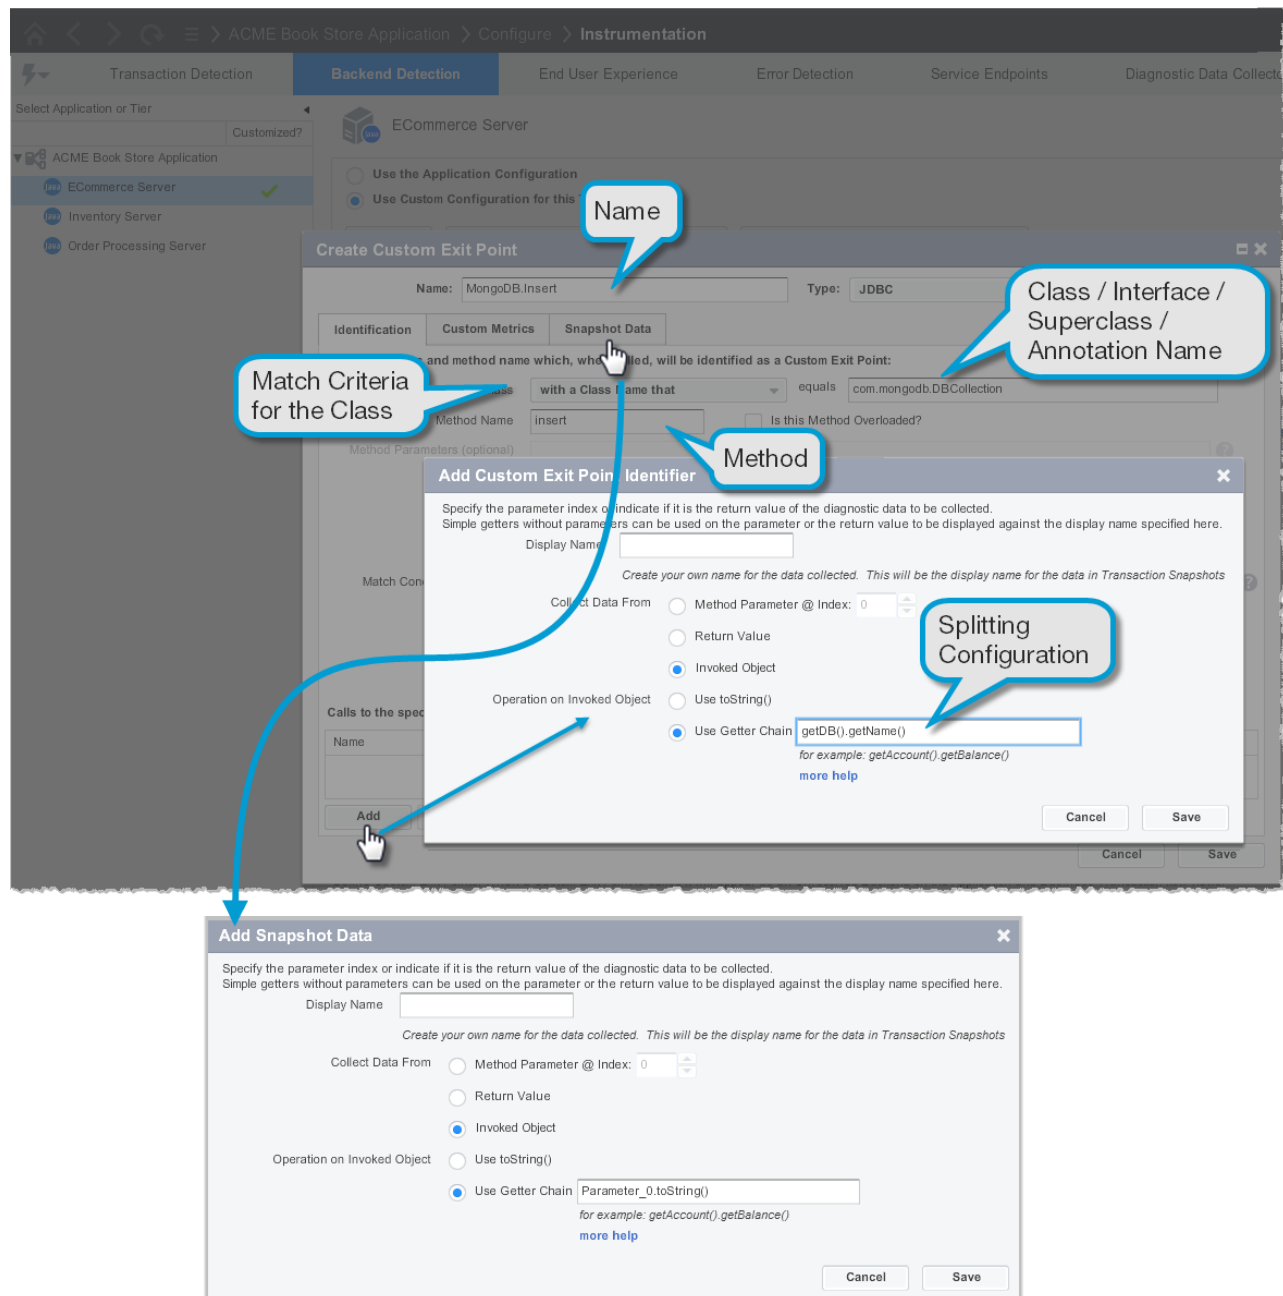 ACME Book Store Application > Configure > Instrumentation
Transaction Detection Backend Detection End User Experience Error Detection Service Endpoints Diagnostic Data Collect
Select Application or Tier
Customized?
ACME Book Store Application
ECommerce Server
Inventory Server
Order Processing Server
ECommerce Server
Use the Application Configuration
Use Custom Configuration for this
Name
Create Custom Exit Point
Name: MongoDB.Insert Type: JDBC
Class / Interface /
Superclass /
Annotation Name
Identification Custom Metrics Snapshot Data
and method name which, when called, will be identified as a Custom Exit Point:
Match Criteria
for the Class
with a Class Name that equals com.mongodb.DBCollection
Method Name insert Is this Method Overloaded?
Method Parameters (optional)
Method
Add Custom Exit Point Identifier
Specify the parameter index or indicate if it is the return value of the diagnostic data to be collected.
Simple getters without parameters can be used on the parameter or the return value to be displayed against the display name specified here.
Display Name
Create your own name for the data collected. This will be the display name for the data in Transaction Snapshots
Match Con
Collect Data From Method Parameter @ Index: 0
Return Value
Splitting
Configuration
Invoked Object
Operation on Invoked Object Use toString()
Calls to the spec
Use Getter Chain getDB().getName()
Name
for example: getAccount().getBalance()
more help
Add
Cancel Save
Cancel Save
Add Snapshot Data
Specify the parameter index or indicate if it is the return value of the diagnostic data to be collected.
Simple getters without parameters can be used on the parameter or the return value to be displayed against the display name specified here.
Display Name
Create your own name for the data collected. This will be the display name for the data in Transaction Snapshots
Collect Data From Method Parameter @ Index: 0
Return Value
Invoked Object
Operation on Invoked Object Use toString()
Use Getter Chain Parameter_0.toString()
for example: getAccount().getBalance()
more help
Cancel Save